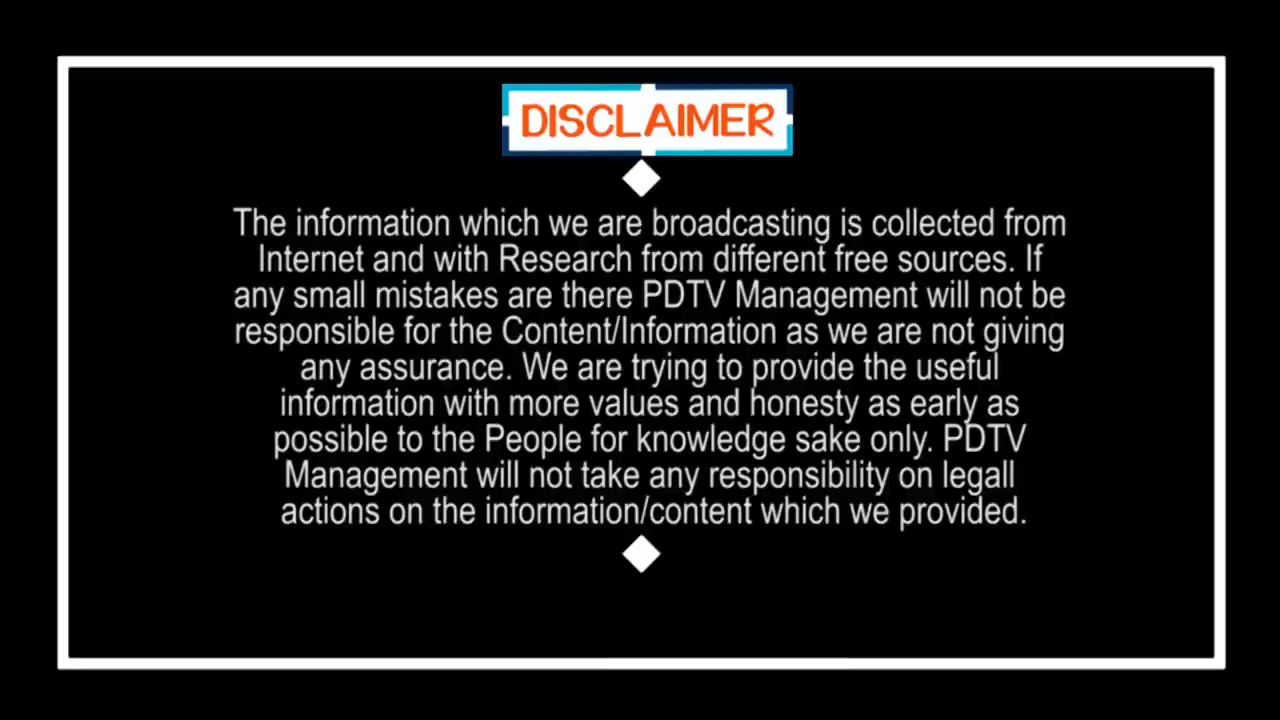 DISCLAIMER
The information which we are broadcasting is collected from
Internet and with Research from different free sources. If
any small mistakes are there PDTV Management will not be
responsible for the Content/Information as we are not giving
any assurance. We are trying to provide the useful
information with more values and honesty as early as
possible to the People for knowledge sake only. PDTV
Management will not take any responsibility on legall
actions on the information/content which we provided.